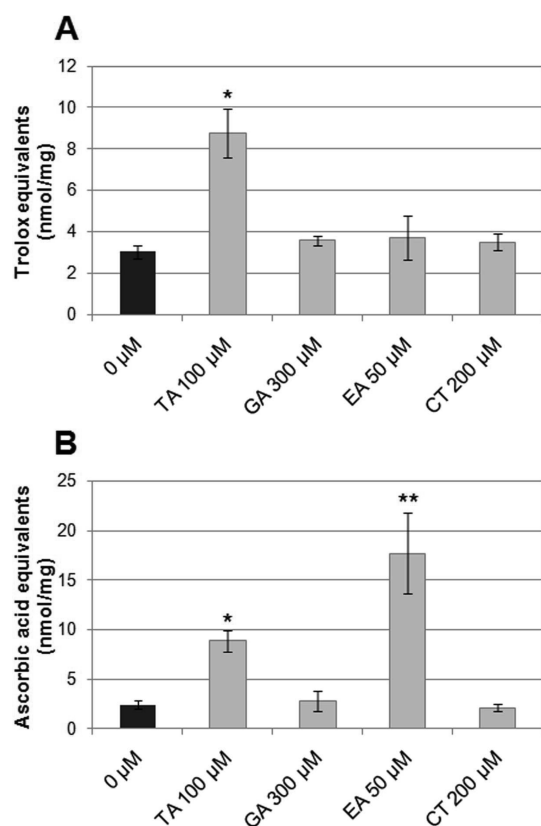 A
Trolox equivalents
(nmol/mg)
12
10
8
6
4
2
0
*
0 µM
TA 100 µM
GA 300 µM
EA 50 µM
CT 200 µM
B
Ascorbic acid equivalents
(nmol/mg)
25
20
15
10
5
0
*
**
0 µM
TA 100 µM
GA 300 µM
EA 50 µM
CT 200 µM